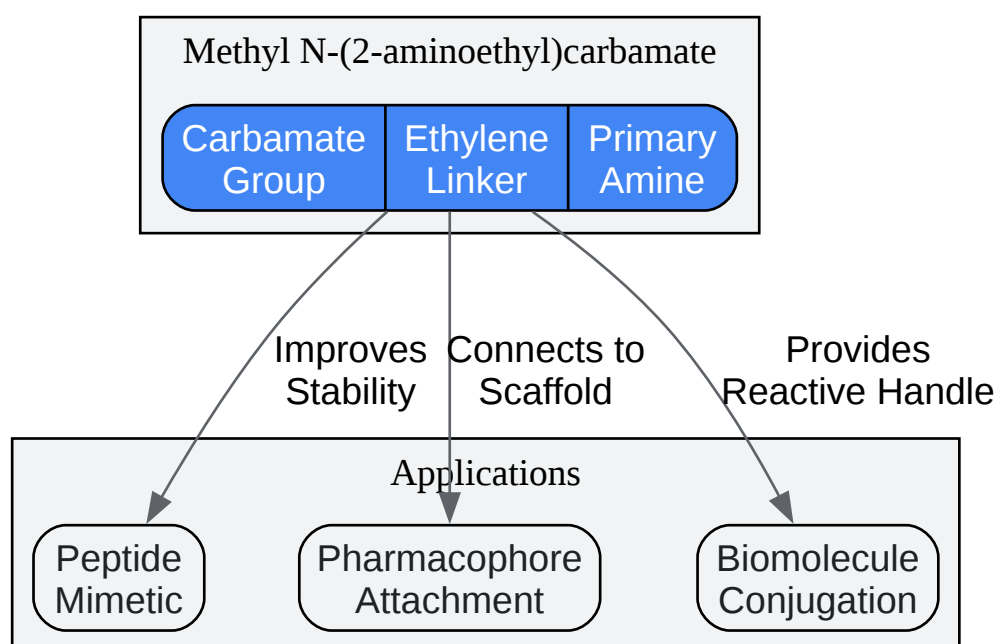 Methyl N-(2-aminoethyl)carbamate
Carbamate
Group
Ethylene
Linker
Primary
Amine
Improves
Stability
Connects to
Scaffold
Provides
Reactive Handle
Applications
Peptide
Mimetic
Pharmacophore
Attachment
Biomolecule
Conjugation